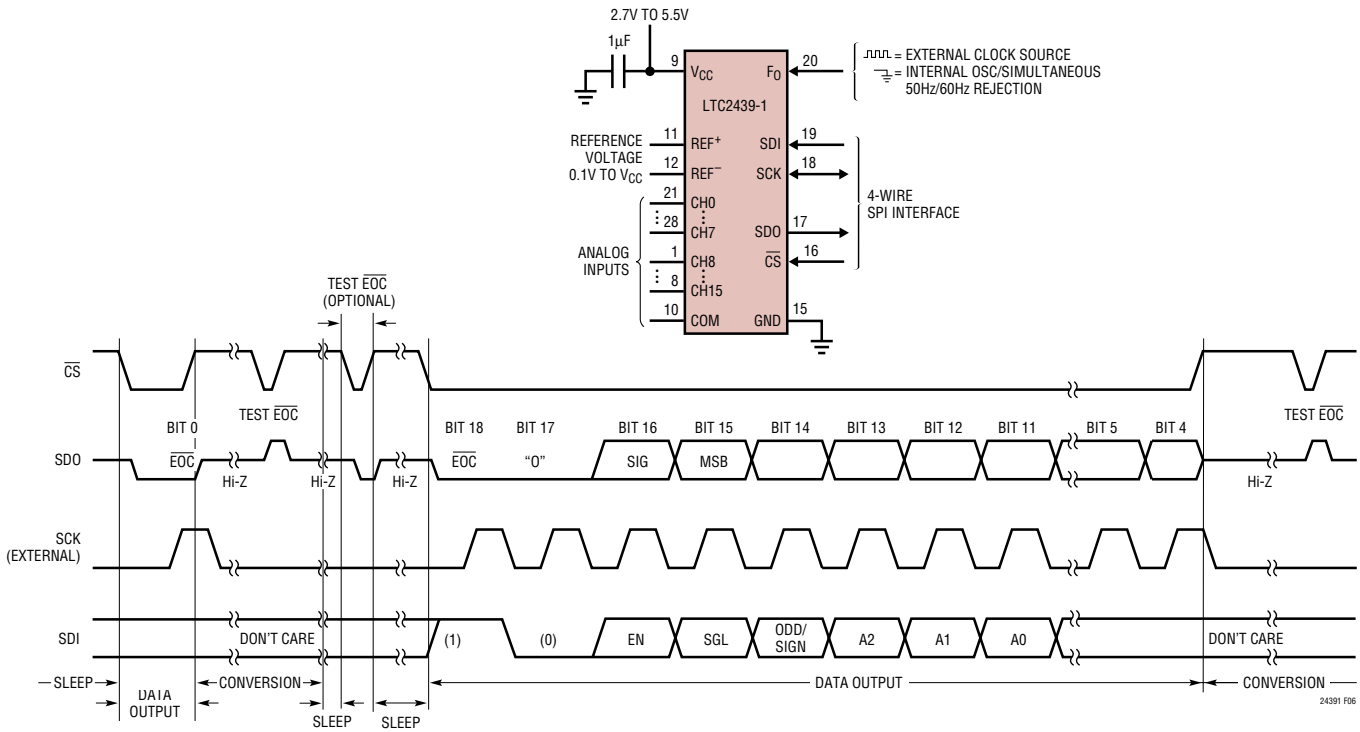 2.7V TO 5.5V
1µF
9
VCC
FO
20
= EXTERNAL CLOCK SOURCE
= INTERNAL OSC/SIMULTANEOUS
50Hz/60Hz REJECTION
LTC2439-1
REFERENCE
VOLTAGE
0.1V TO VCC
11
REF+
12
REF–
SDI
19
SCK
18
4-WIRE
SPI INTERFACE
ANALOG
INPUTS
21
CH0
28
CH7
1
CH8
8
CH15
10
COM
SDO
17
CS
16
GND
15
TEST EOC
(OPTIONAL)
CS
TEST EOC
TEST EOC
BIT 0
BIT 18
BIT 17
BIT 16
BIT 15
BIT 14
BIT 13
BIT 12
BIT 11
BIT 5
BIT 4
SDO
EOC
EOC
“O”
SIG
MSB
Hi-Z
Hi-Z
Hi-Z
Hi-Z
SCK
(EXTERNAL)
SDI
DON’T CARE
(1)
(0)
EN
SGL
ODD/
SIGN
A2
A1
A0
DON’T CARE
SLEEP
DATA
OUTPUT
CONVERSION
SLEEP
SLEEP
DATA OUTPUT
CONVERSION
24391 F06